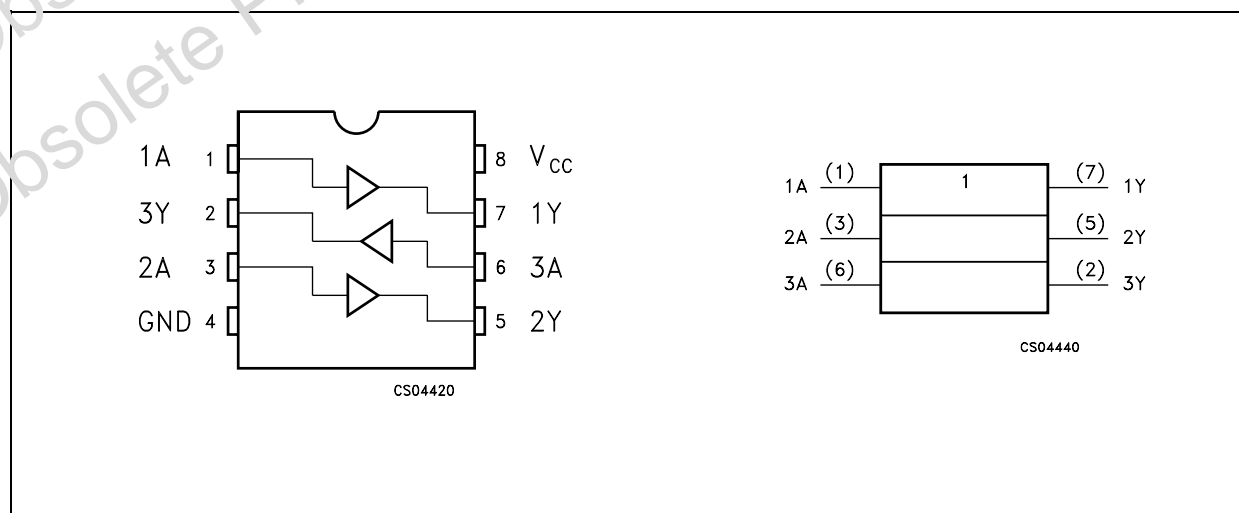 Obsolete P
Obsolete
1A 1 8 VCC
3Y 2 7 1Y
2A 3 6 3A
GND 4 5 2Y
CS04420
1A (1) 1 (7) 1Y
2A (3) (5) 2Y
3A (6) (2) 3Y
CS04440